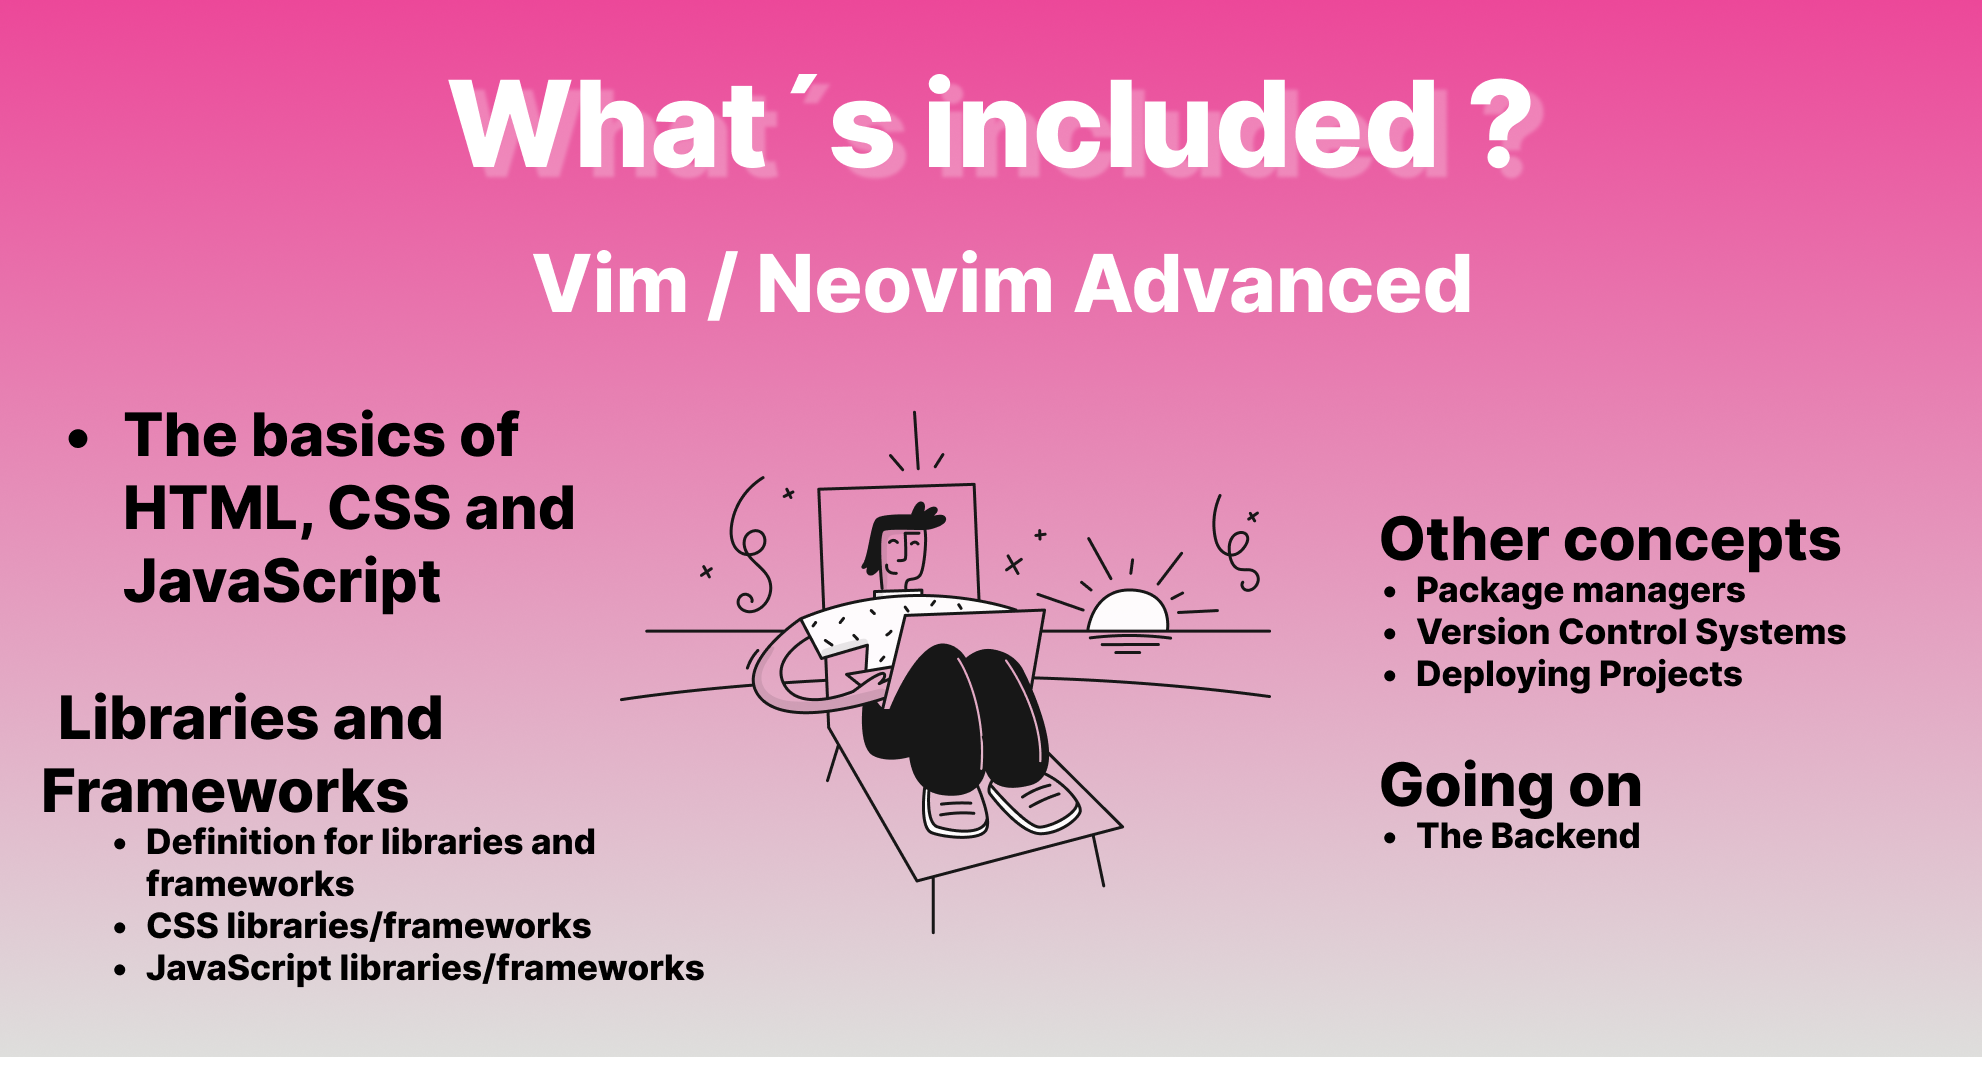 What´s included ?
Vim / Neovim Advanced
• The basics of
HTML, CSS and
JavaScript
Libraries and
Frameworks
• Definition for libraries and
frameworks
• CSS libraries/frameworks
• JavaScript libraries/frameworks
Other concepts
• Package managers
• Version Control Systems
• Deploying Projects
Going on
• The Backend